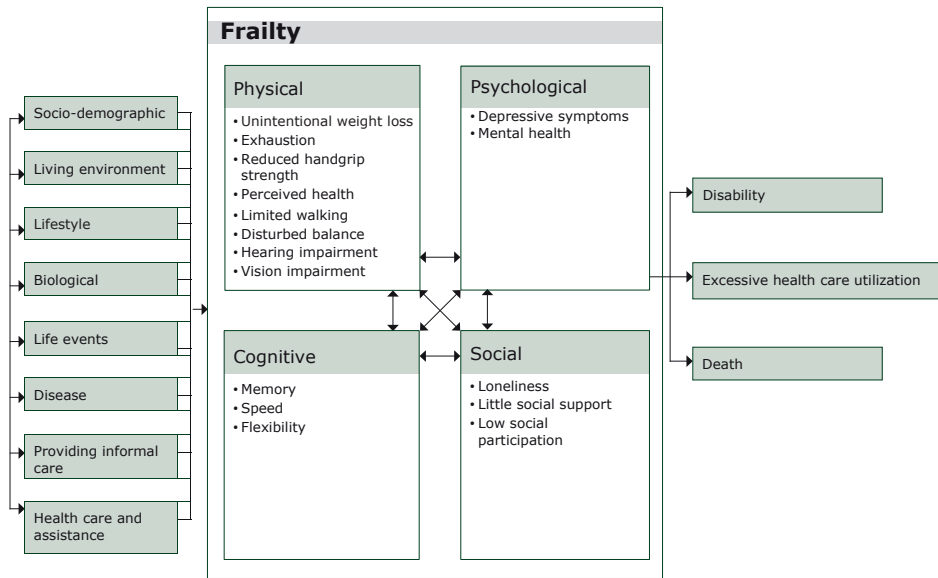 Frailty
Socio-demographic
Living environment
Lifestyle
Biological
Life events
Disease
Providing informal
care
Health care and
assistance
Physical
• Unintentional weight loss
• Exhaustion
• Reduced handgrip
strength
• Perceived health
• Limited walking
• Disturbed balance
• Hearing impairment
• Vision impairment
Psychological
• Depressive symptoms
• Mental health
Cognitive
• Memory
• Speed
• Flexibility
Social
• Loneliness
• Little social support
• Low social
participation
Disability
Excessive health care utilization
Death